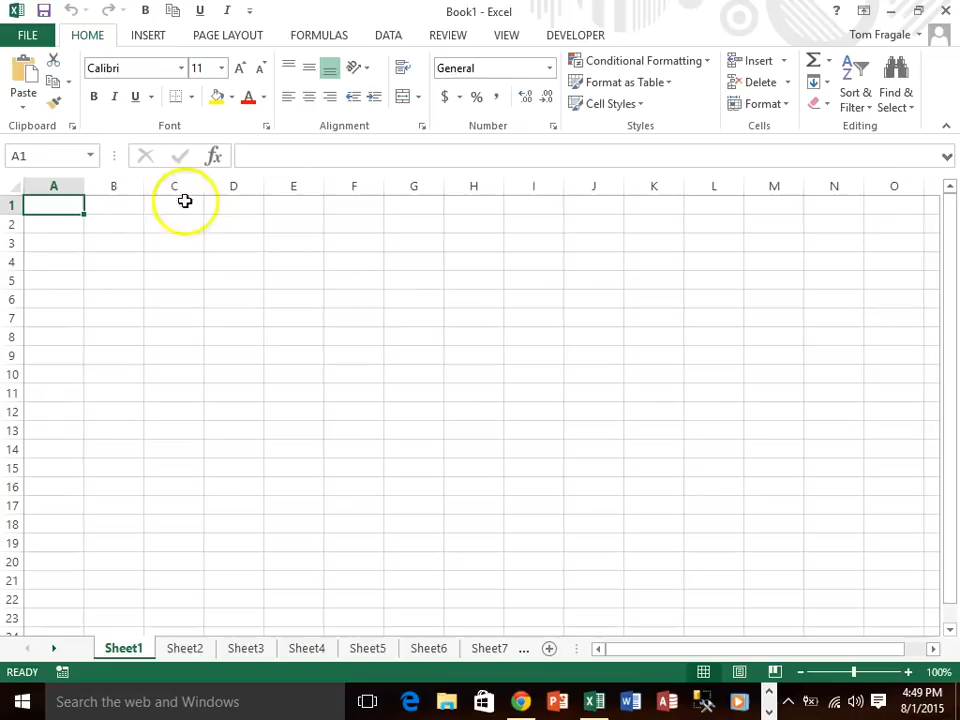 Book1 - Excel
FILE HOME INSERT PAGE LAYOUT FORMULAS DATA REVIEW VIEW DEVELOPER Tom Fragale
Calibri 11 General Conditional Formatting Insert
Format as Table Delete
Paste B I U $ % , Cell Styles Format Sort & Filter Find & Select
Clipboard Font Alignment Number Styles Cells Editing
A1 fx
A B C D E F G H I J K L M N O
1
2
3
4
5
6
7
8
9
10
11
12
13
14
15
16
17
18
19
20
21
22
23
Sheet1 Sheet2 Sheet3 Sheet4 Sheet5 Sheet6 Sheet7 ...
READY 100%
Search the web and Windows 4:49 PM
8/1/2015